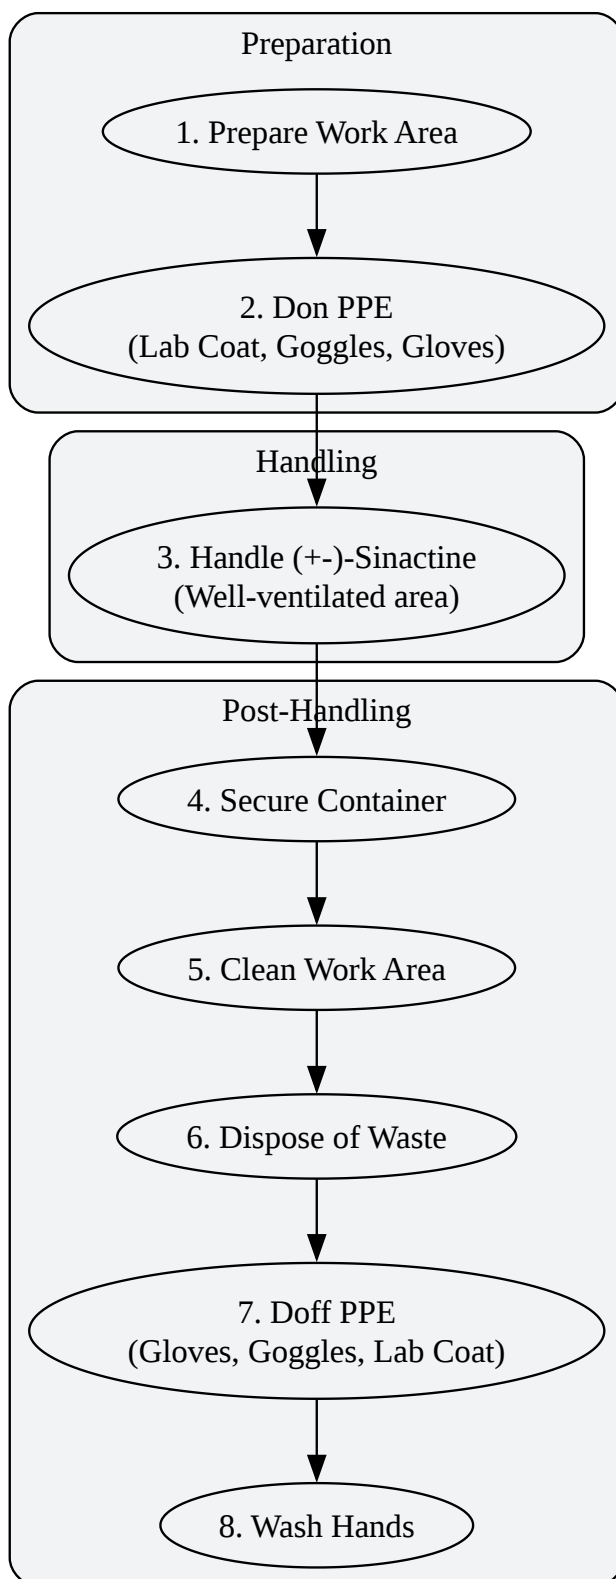 Preparation
1. Prepare Work Area
2. Don PPE
(Lab Coat, Goggles, Gloves)
Handling
3. Handle (+-)-Sinactine
(Well-ventilated area)
Post-Handling
4. Secure Container
5. Clean Work Area
6. Dispose of Waste
7. Doff PPE
(Gloves, Goggles, Lab Coat)
8. Wash Hands